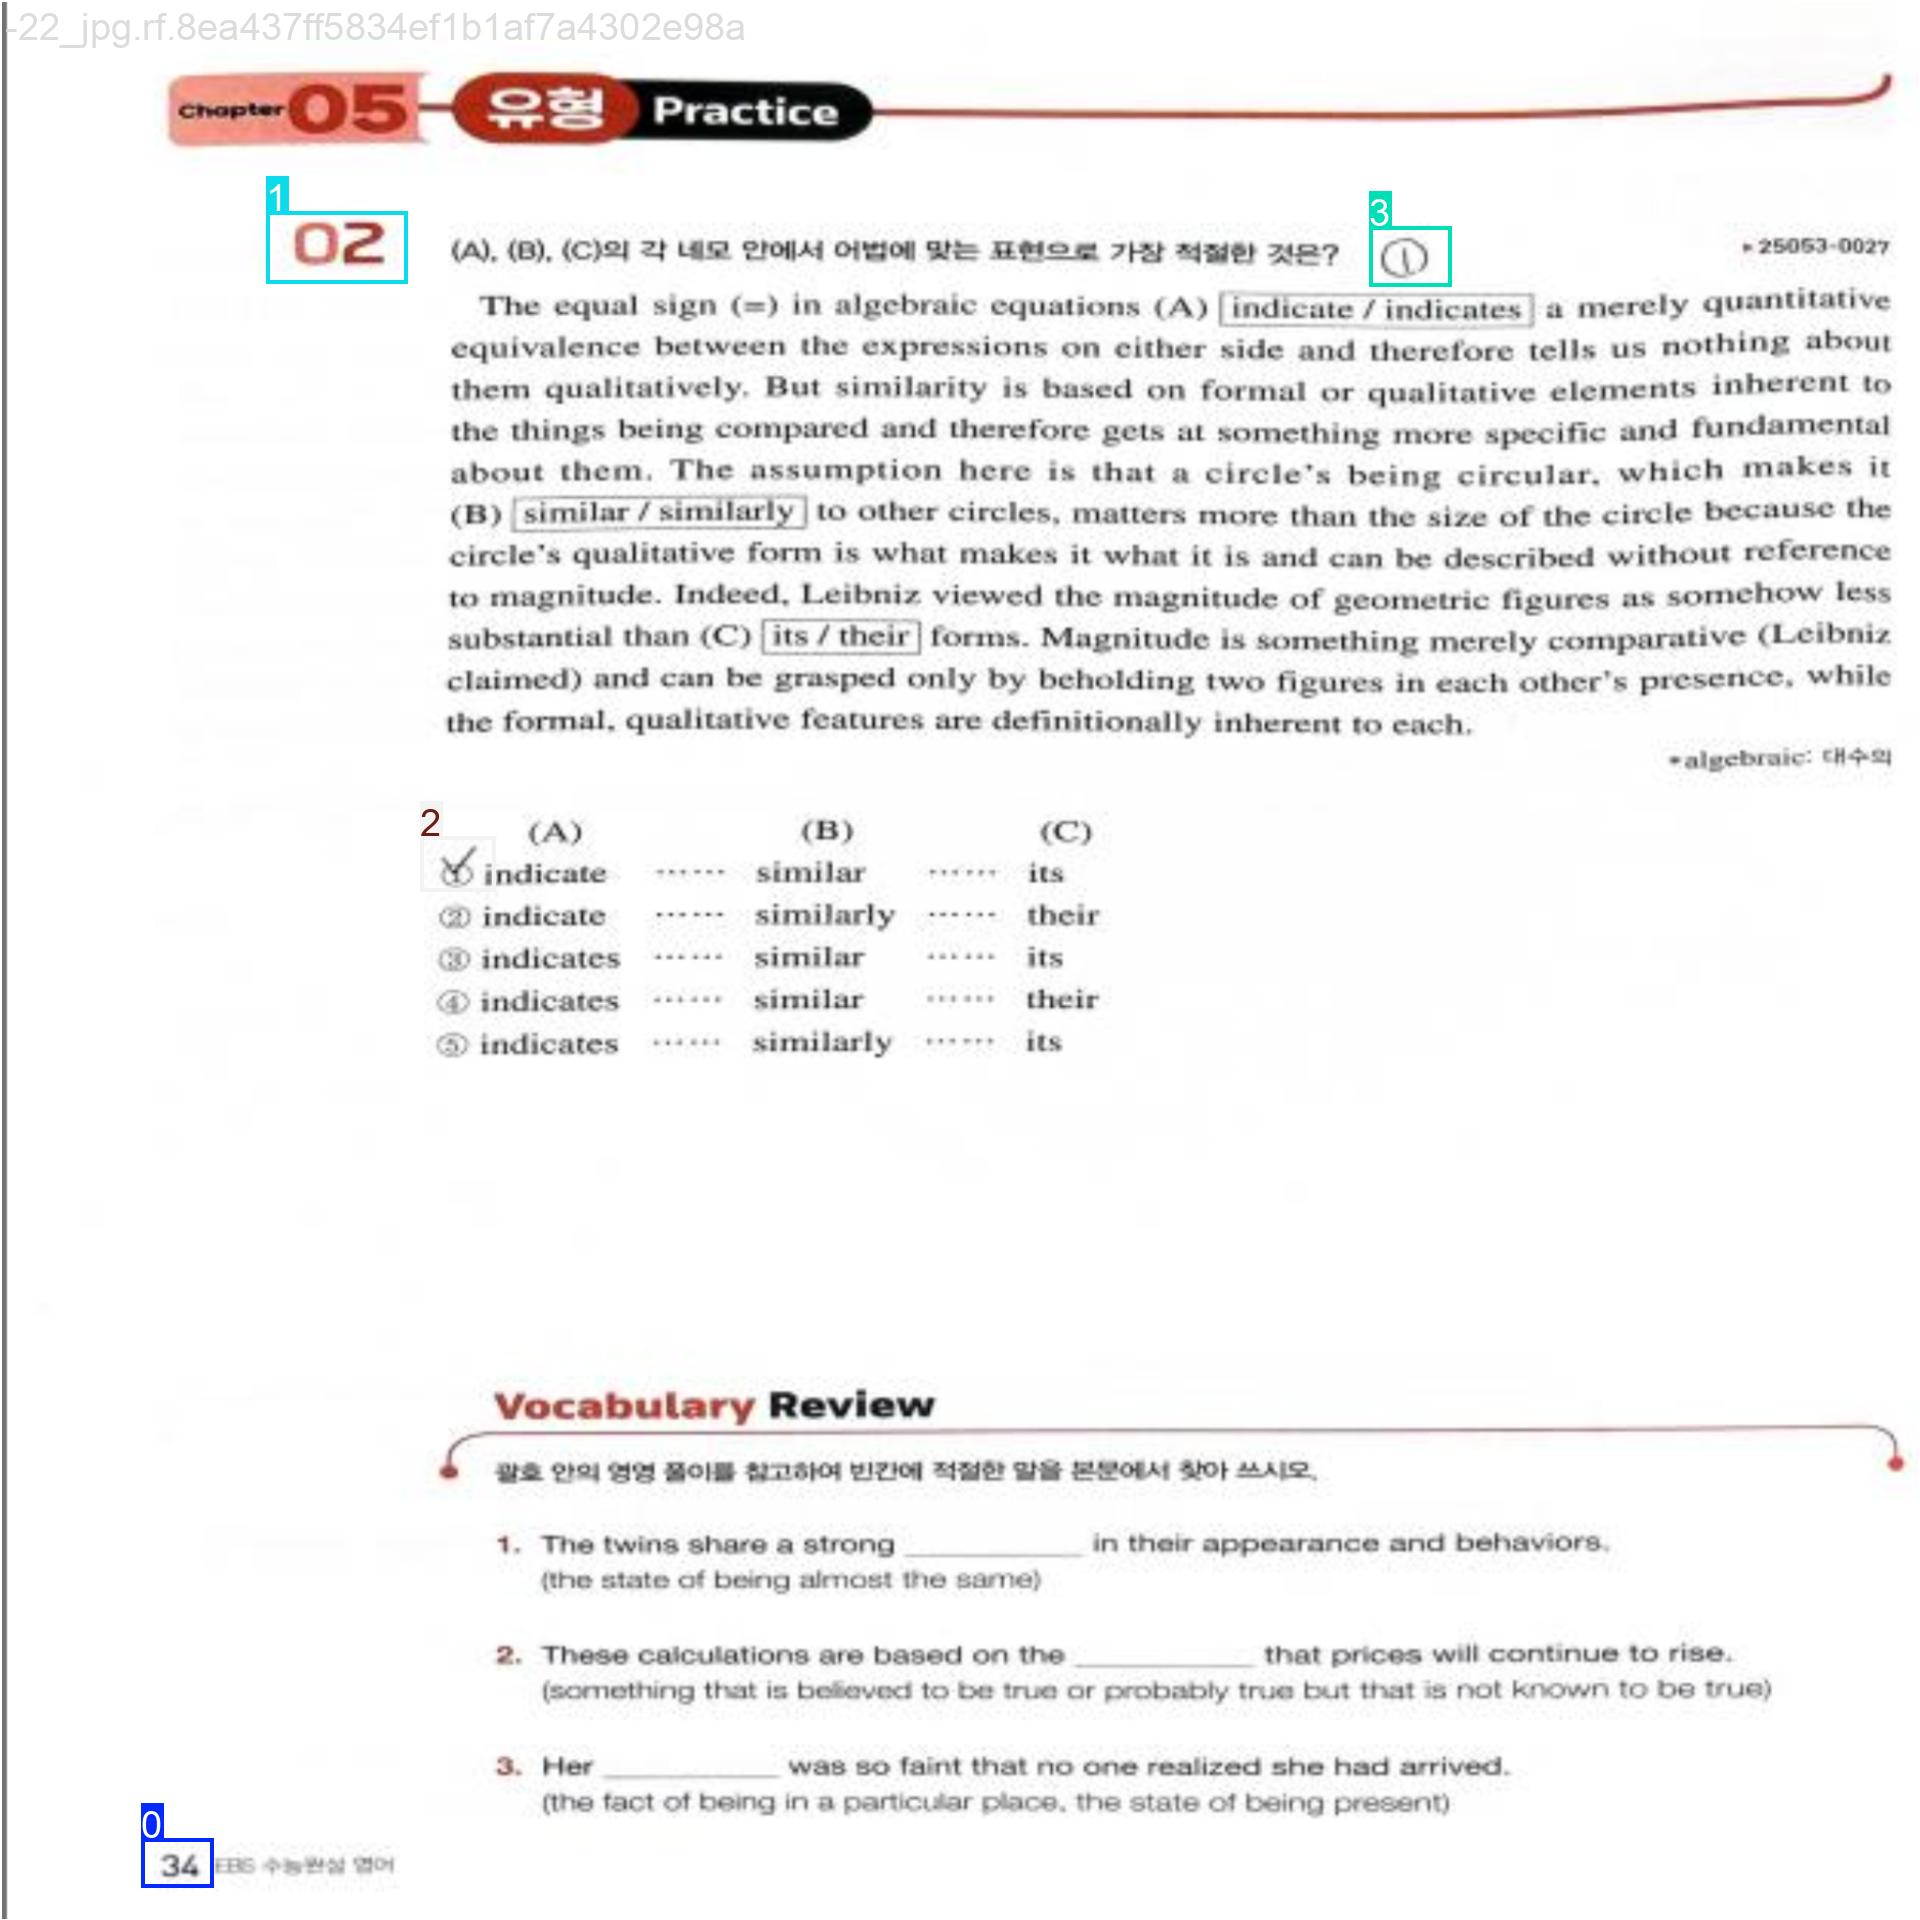 -22_jpg.rf.8ea437ff5834ef1b1af7a4302e98a
Chapter 05 유형 Practice
1
3
02 (A), (B), (C)의 각 네모 안에서 어법에 맞는 표현으로 가장 적절한 것은? ① ▸25053-0027
The equal sign (=) in algebraic equations (A) indicate / indicates a merely quantitative
equivalence between the expressions on either side and therefore tells us nothing about
them qualitatively. But similarity is based on formal or qualitative elements inherent to
the things being compared and therefore gets at something more specific and fundamental
about them. The assumption here is that a circle's being circular, which makes it
(B) similar / similarly to other circles, matters more than the size of the circle because the
circle's qualitative form is what makes it what it is and can be described without reference
to magnitude. Indeed, Leibniz viewed the magnitude of geometric figures as somehow less
substantial than (C) its / their forms. Magnitude is something merely comparative (Leibniz
claimed) and can be grasped only by beholding two figures in each other's presence, while
the formal, qualitative features are definitionally inherent to each.
*algebraic: 대수의
2
(A) (B) (C)
① indicate ······ similar ······ its
② indicate ······ similarly ······ their
③ indicates ······ similar ······ its
④ indicates ······ similar ······ their
⑤ indicates ······ similarly ······ its
Vocabulary Review
괄호 안의 영영 풀이를 참고하여 빈칸에 적절한 말을 본문에서 찾아 쓰시오.
1. The twins share a strong __________ in their appearance and behaviors.
(the state of being almost the same)
2. These calculations are based on the __________ that prices will continue to rise.
(something that is believed to be true or probably true but that is not known to be true)
3. Her __________ was so faint that no one realized she had arrived.
(the fact of being in a particular place, the state of being present)
0
34 EBS 수능완성 영어